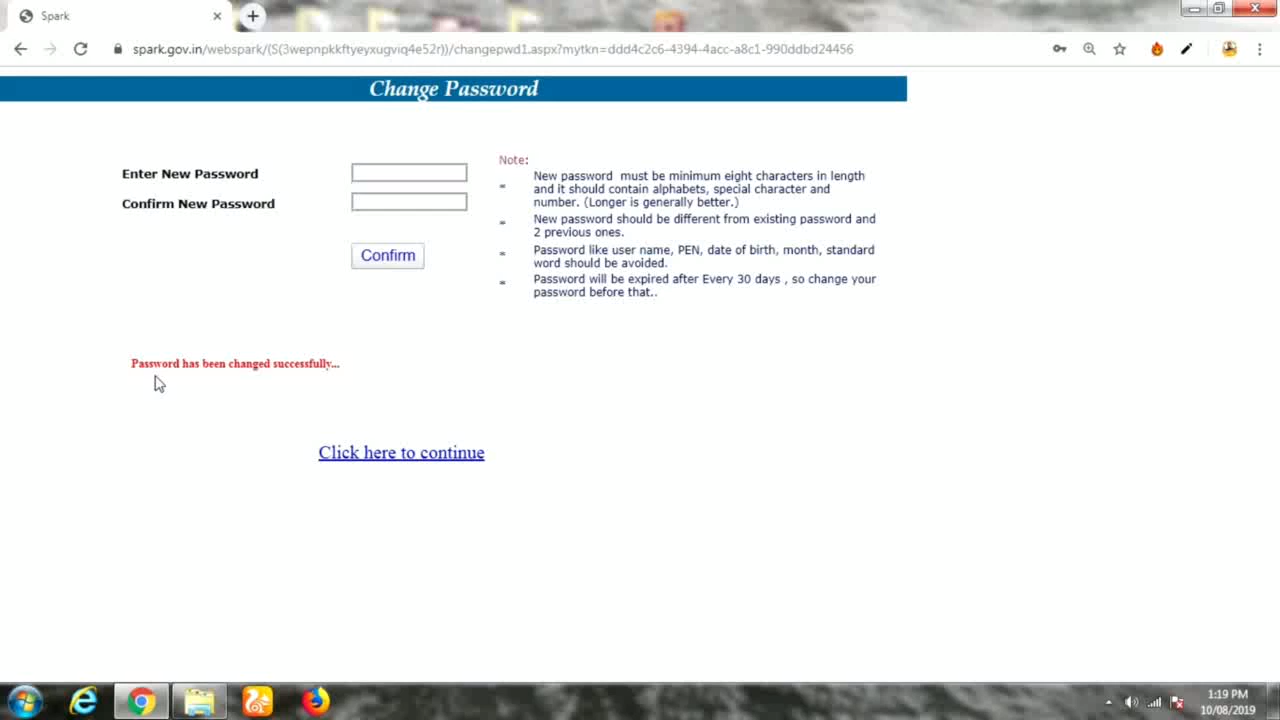 Spark
spark.gov.in/webspark/(S(3wepnpkkftyeyxugviq4e52r))/changepwd1.aspx?mytkn=ddd4c2c6-4394-4acc-a8c1-990ddbd24456
Change Password
Enter New Password
Confirm New Password
Confirm
Note:
* New password must be minimum eight characters in length
and it should contain alphabets, special character and
number. (Longer is generally better.)
* New password should be different from existing password and
2 previous ones.
* Password like user name, PEN, date of birth, month, standard
word should be avoided.
* Password will be expired after Every 30 days , so change your
password before that..
Password has been changed successfully...
Click here to continue
1:19 PM
10/08/2019